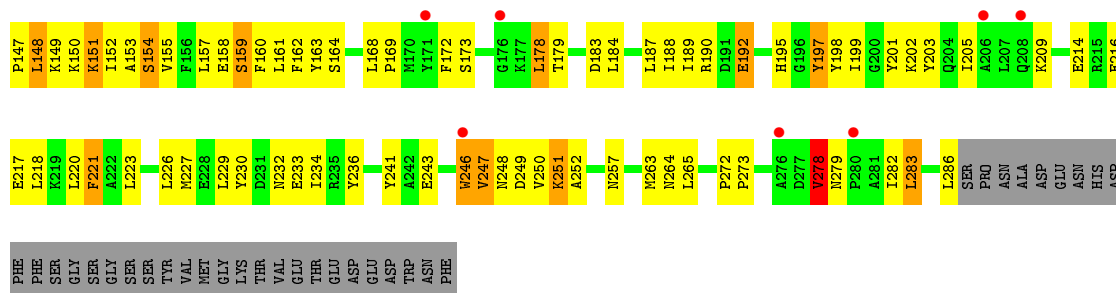 P147 L148 K149 K150 K151 I152 A153 S154 V155 F156 L157 E158 S159 F160 L161 F162 Y163 S164 L168 P169 M170 Y171 F172 S173 G176 K177 L178 T179 D183 L184 L187 I188 I189 R190 D191 E192 H195 G196 Y197 Y198 I199 G200 Y201 K202 Y203 Q204 I205 A206 L207 Q208 K209 E214 R215 E216
E217 L218 K219 L220 F221 A222 L223 L226 M227 E228 L229 Y230 D231 N232 E233 I234 R235 Y236 Y241 A242 E243 W246 V247 N248 D249 V250 K251 A252 N257 M263 N264 L265 P272 P273 A276 D277 V278 N279 P280 A281 I282 L283 L286 SER PRO ASN ALA ASP GLU ASN HIS ASP
PHE PHE SER GLY SER GLY SER SER TYR VAL MET GLY LYS THR VAL GLU THR GLU ASP GLU ASP TRP ASN PHE